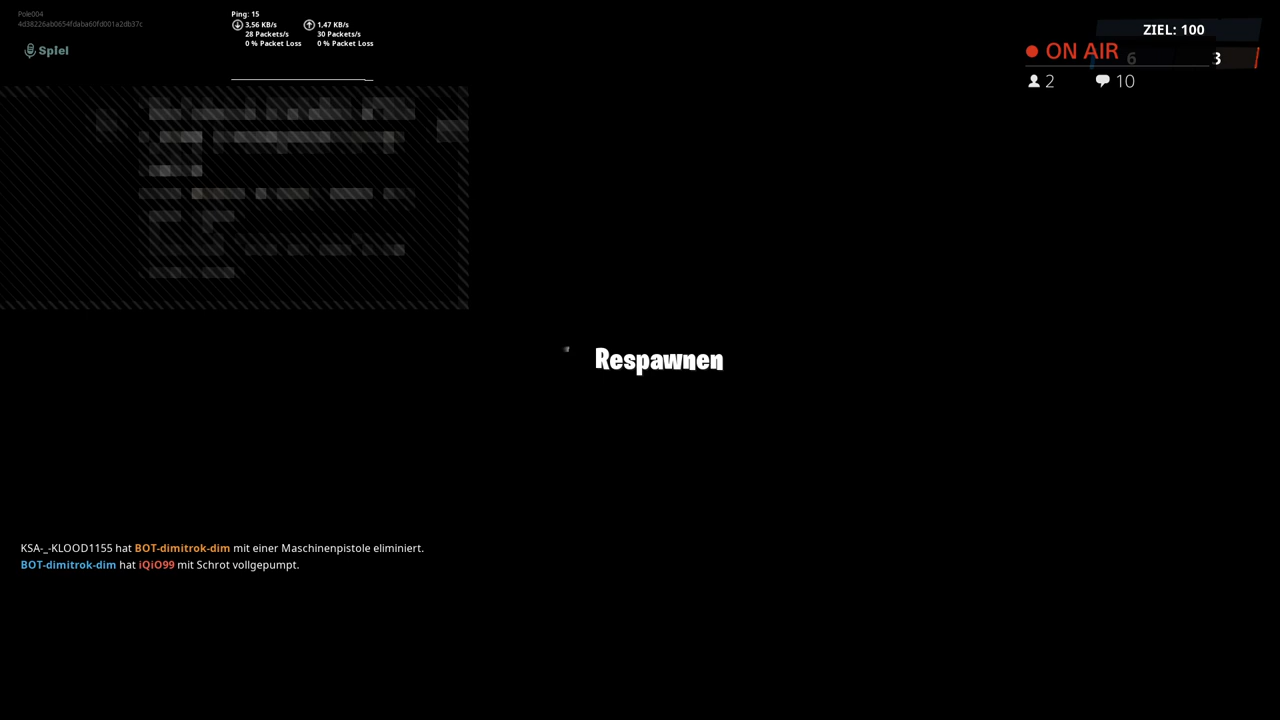 Pole004
4d38226ab0654fdaba60fd001a2db37c
Spiel
Ping: 15
3,56 KB/s 1,47 KB/s
28 Packets/s 30 Packets/s
0 % Packet Loss 0 % Packet Loss
ZIEL: 100
ON AIR
6 3
2 10
Respawnen
KSA-_-KLOOD1155 hat BOT-dimitrok-dim mit einer Maschinenpistole eliminiert.
BOT-dimitrok-dim hat iQiO99 mit Schrot vollgepumpt.